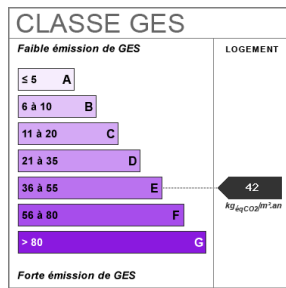 CLASSE GES
Faible émission de GES
LOGEMENT
≤ 5 A
6 à 10 B
11 à 20 C
21 à 35 D
36 à 55 E
42
kgéqCO2/m².an
56 à 80 F
> 80 G
Forte émission de GES